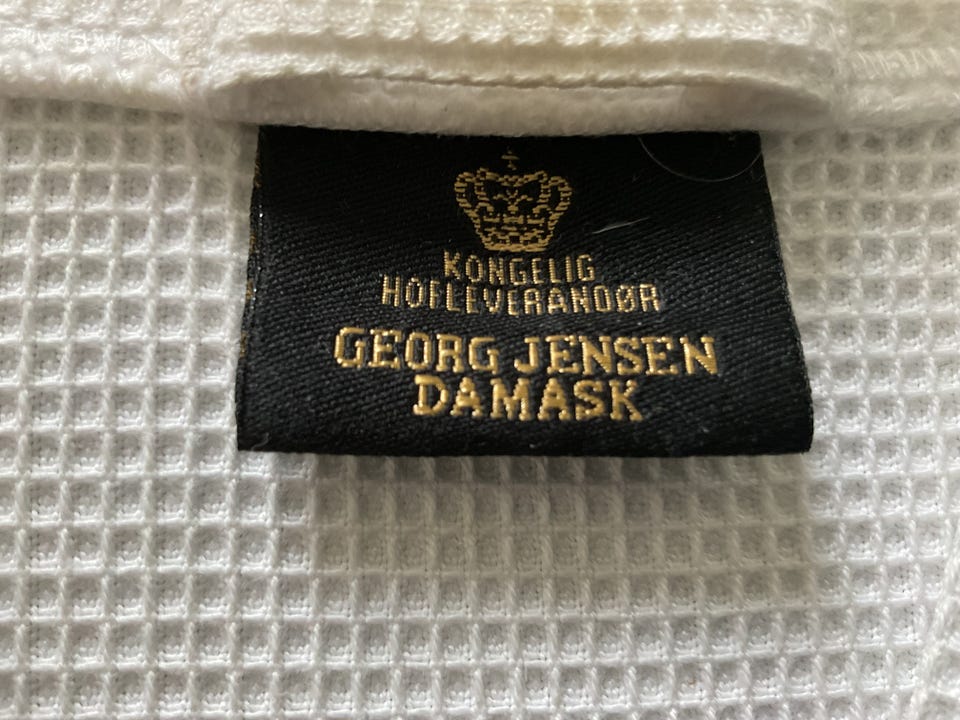 KONGELIG
HOFLEVERANDØR
GEORG JENSEN
DAMASK